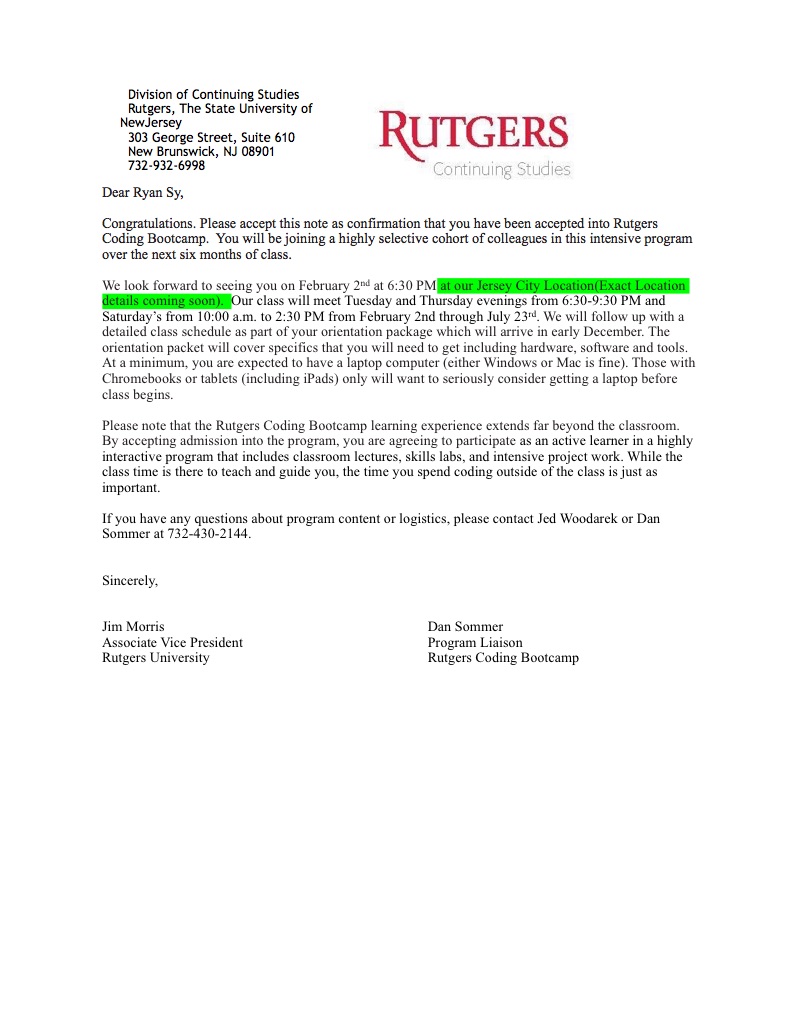 Division of Continuing Studies
Rutgers, The State University of
NewJersey
303 George Street, Suite 610
New Brunswick, NJ 08901
732-932-6998
RUTGERS
Continuing Studies
Dear Ryan Sy,
Congratulations. Please accept this note as confirmation that you have been accepted into Rutgers
Coding Bootcamp.  You will be joining a highly selective cohort of colleagues in this intensive program
over the next six months of class.
We look forward to seeing you on February 2nd at 6:30 PM at our Jersey City Location(Exact Location
details coming soon).  Our class will meet Tuesday and Thursday evenings from 6:30-9:30 PM and
Saturday's from 10:00 a.m. to 2:30 PM from February 2nd through July 23rd. We will follow up with a
detailed class schedule as part of your orientation package which will arrive in early December. The
orientation packet will cover specifics that you will need to get including hardware, software and tools.
At a minimum, you are expected to have a laptop computer (either Windows or Mac is fine). Those with
Chromebooks or tablets (including iPads) only will want to seriously consider getting a laptop before
class begins.
Please note that the Rutgers Coding Bootcamp learning experience extends far beyond the classroom.
By accepting admission into the program, you are agreeing to participate as an active learner in a highly
interactive program that includes classroom lectures, skills labs, and intensive project work. While the
class time is there to teach and guide you, the time you spend coding outside of the class is just as
important.
If you have any questions about program content or logistics, please contact Jed Woodarek or Dan
Sommer at 732-430-2144.
Sincerely,
Jim Morris
Associate Vice President
Rutgers University
Dan Sommer
Program Liaison
Rutgers Coding Bootcamp